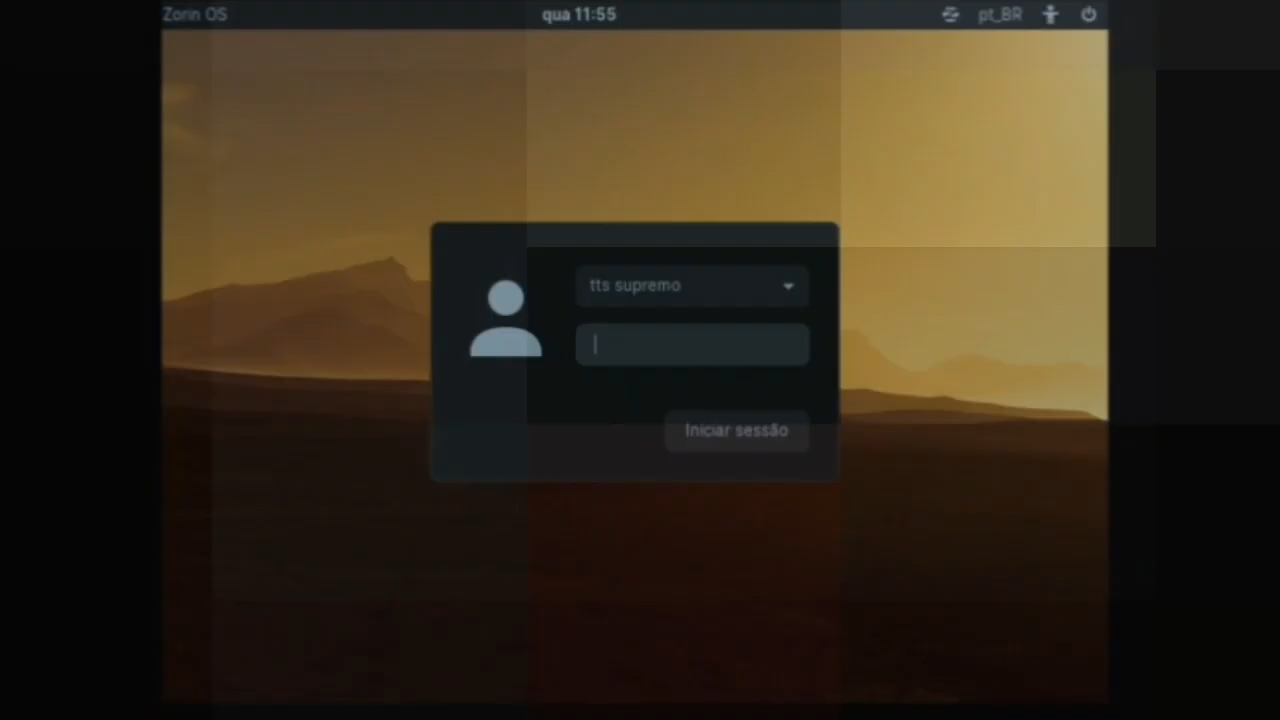 Zorin OS
qua 11:55
pt_BR
tts supremo
Iniciar sessão